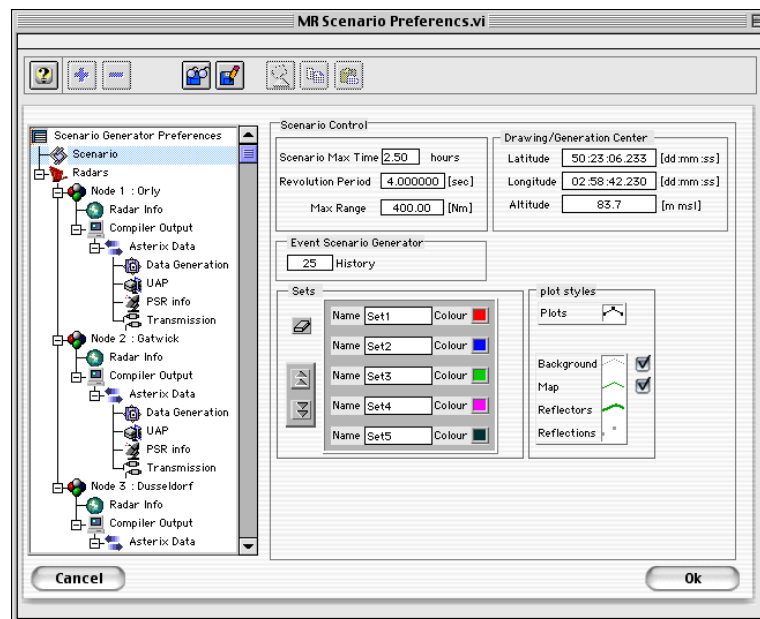 MR Scenario Preferencs.vi
Scenario Generator Preferences
Scenario
Radars
Node 1 : Orly
Radar Info
Compiler Output
Asterix Data
Data Generation
UAP
PSR info
Transmission
Node 2 : Gatwick
Radar Info
Compiler Output
Asterix Data
Data Generation
UAP
PSR info
Transmission
Node 3 : Dusseldorf
Radar Info
Compiler Output
Asterix Data
Scenario Control
Scenario Max Time 2.50 hours
Revolution Period 4.000000 [sec]
Max Range 400.00 [Nm]
Drawing/Generation Center
Latitude 50:23:06.233 [dd:mm:ss]
Longitude 02:58:42.230 [dd:mm:ss]
Altitude 83.7 [m msl]
Event Scenario Generator
25 History
Sets
Name Set1 Colour
Name Set2 Colour
Name Set3 Colour
Name Set4 Colour
Name Set5 Colour
plot styles
Plots
Background
Map
Reflectors
Reflections
Cancel
Ok